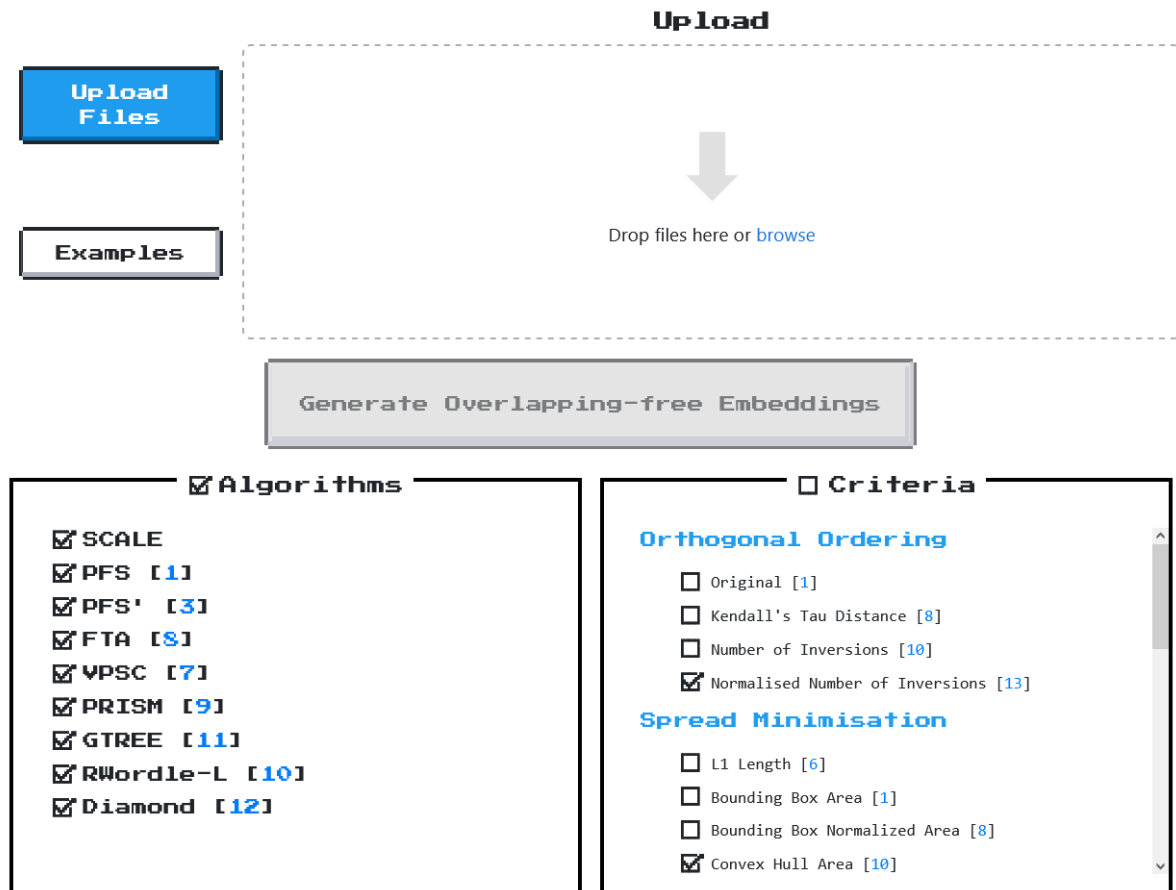 Upload
Upload
Files
Examples
Drop files here or browse
Generate Overlapping-free Embeddings
Algorithms
SCALE
PFS [1]
PFS' [3]
FTA [8]
VPSC [7]
PRISM [9]
GTREE [11]
RWordle-L [10]
Diamond [12]
Criteria
Orthogonal Ordering
Original [1]
Kendall's Tau Distance [8]
Number of Inversions [10]
Normalised Number of Inversions [13]
Spread Minimisation
L1 Length [6]
Bounding Box Area [1]
Bounding Box Normalized Area [8]
Convex Hull Area [10]